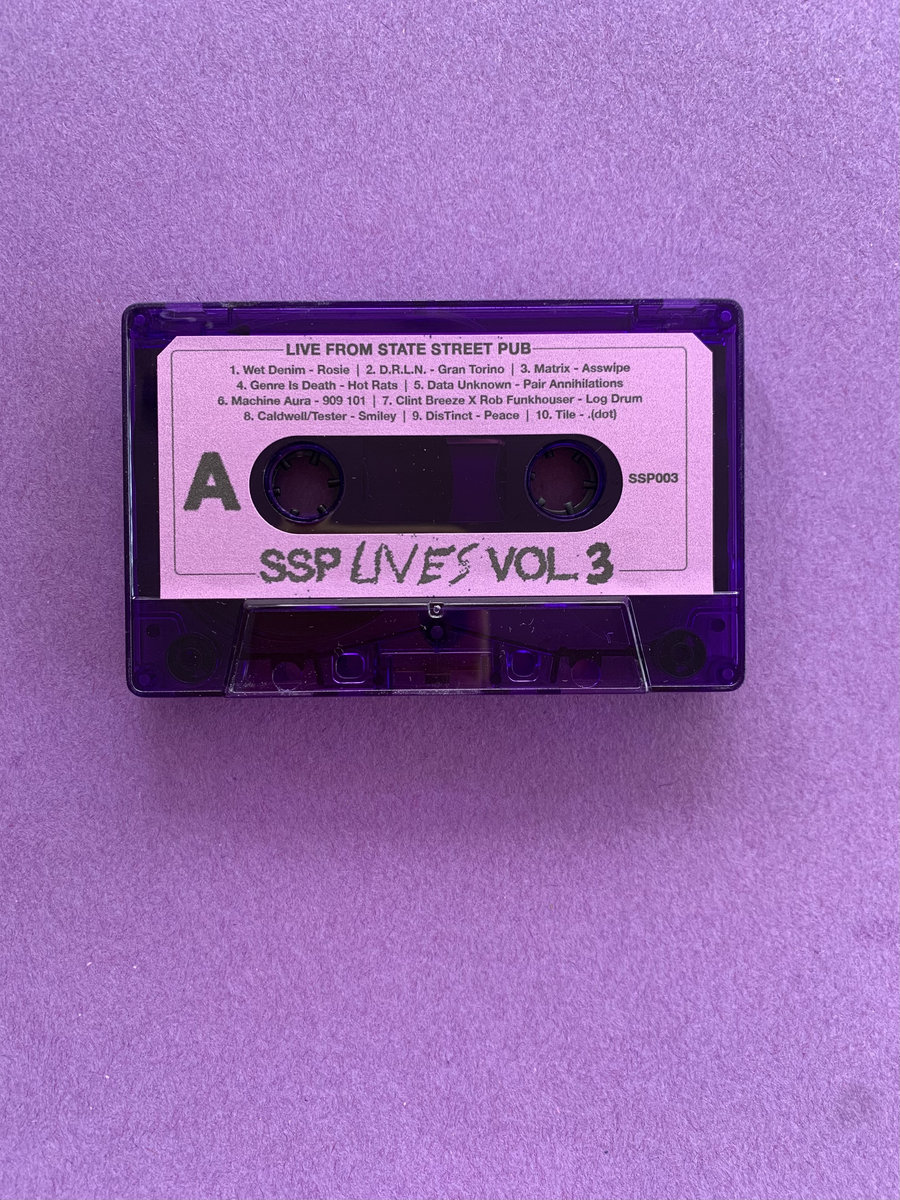 LIVE FROM STATE STREET PUB
1. Wet Denim - Rosie | 2. D.R.L.N. - Gran Torino | 3. Matrix - Asswipe
4. Genre Is Death - Hot Rats | 5. Data Unknown - Pair Annihilations
6. Machine Aura - 909 101 | 7. Clint Breeze X Rob Funkhouser - Log Drum
8. Caldwell/Tester - Smiley | 9. DisTinct - Peace | 10. Tile - .(dot)
A
SSP003
SSP LIVES VOL 3